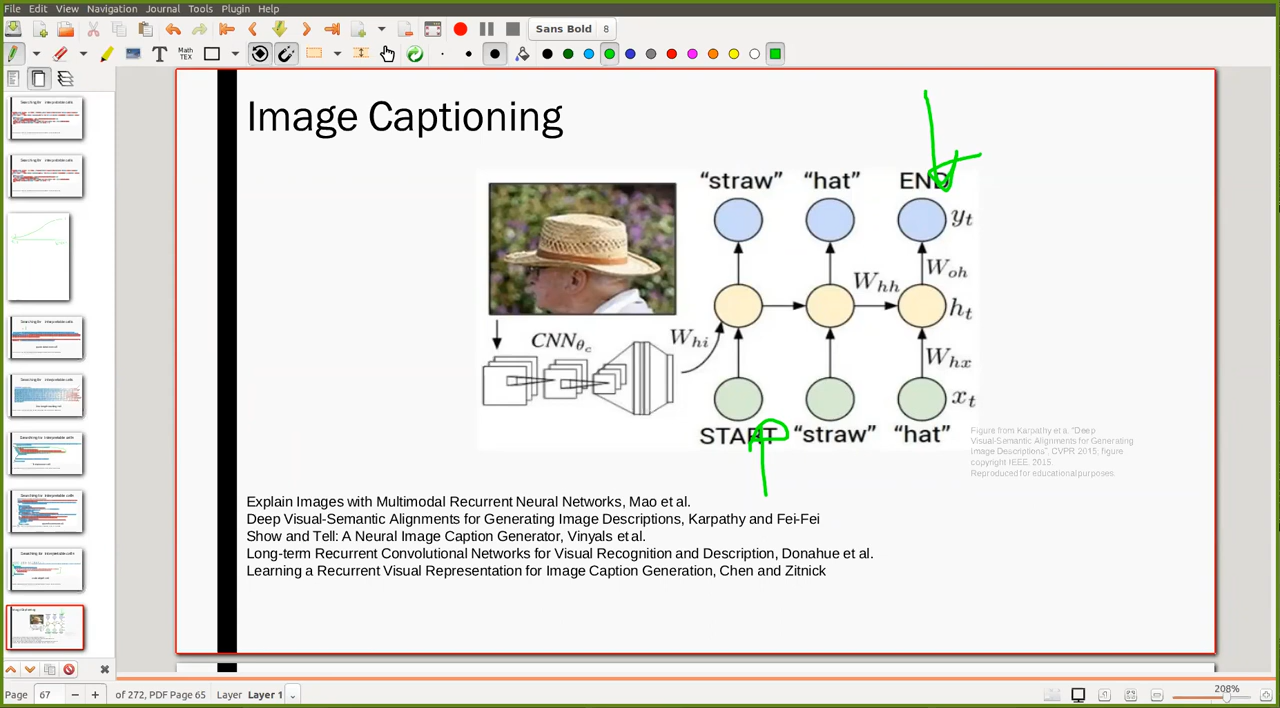 File Edit View Navigation Journal Tools Plugin Help
Sans Bold 8
T Math TEX
Image Captioning
"straw" "hat" END
y_t
W_oh
W_hh
h_t
CNN_θc
W_hi
W_hx
x_t
START "straw" "hat"
Figure from Karpathy et a. "Deep
Visual-Semantic Alignments for Generating
Image Descriptions", CVPR 2015; figure
copyright IEEE, 2015.
Reproduced for educational purposes.
Explain Images with Multimodal Recurrent Neural Networks, Mao et al.
Deep Visual-Semantic Alignments for Generating Image Descriptions, Karpathy and Fei-Fei
Show and Tell: A Neural Image Caption Generator, Vinyals et al.
Long-term Recurrent Convolutional Networks for Visual Recognition and Description, Donahue et al.
Learning a Recurrent Visual Representation for Image Caption Generation, Chen and Zitnick
Page 67 − + of 272, PDF Page 65 Layer Layer 1 208%